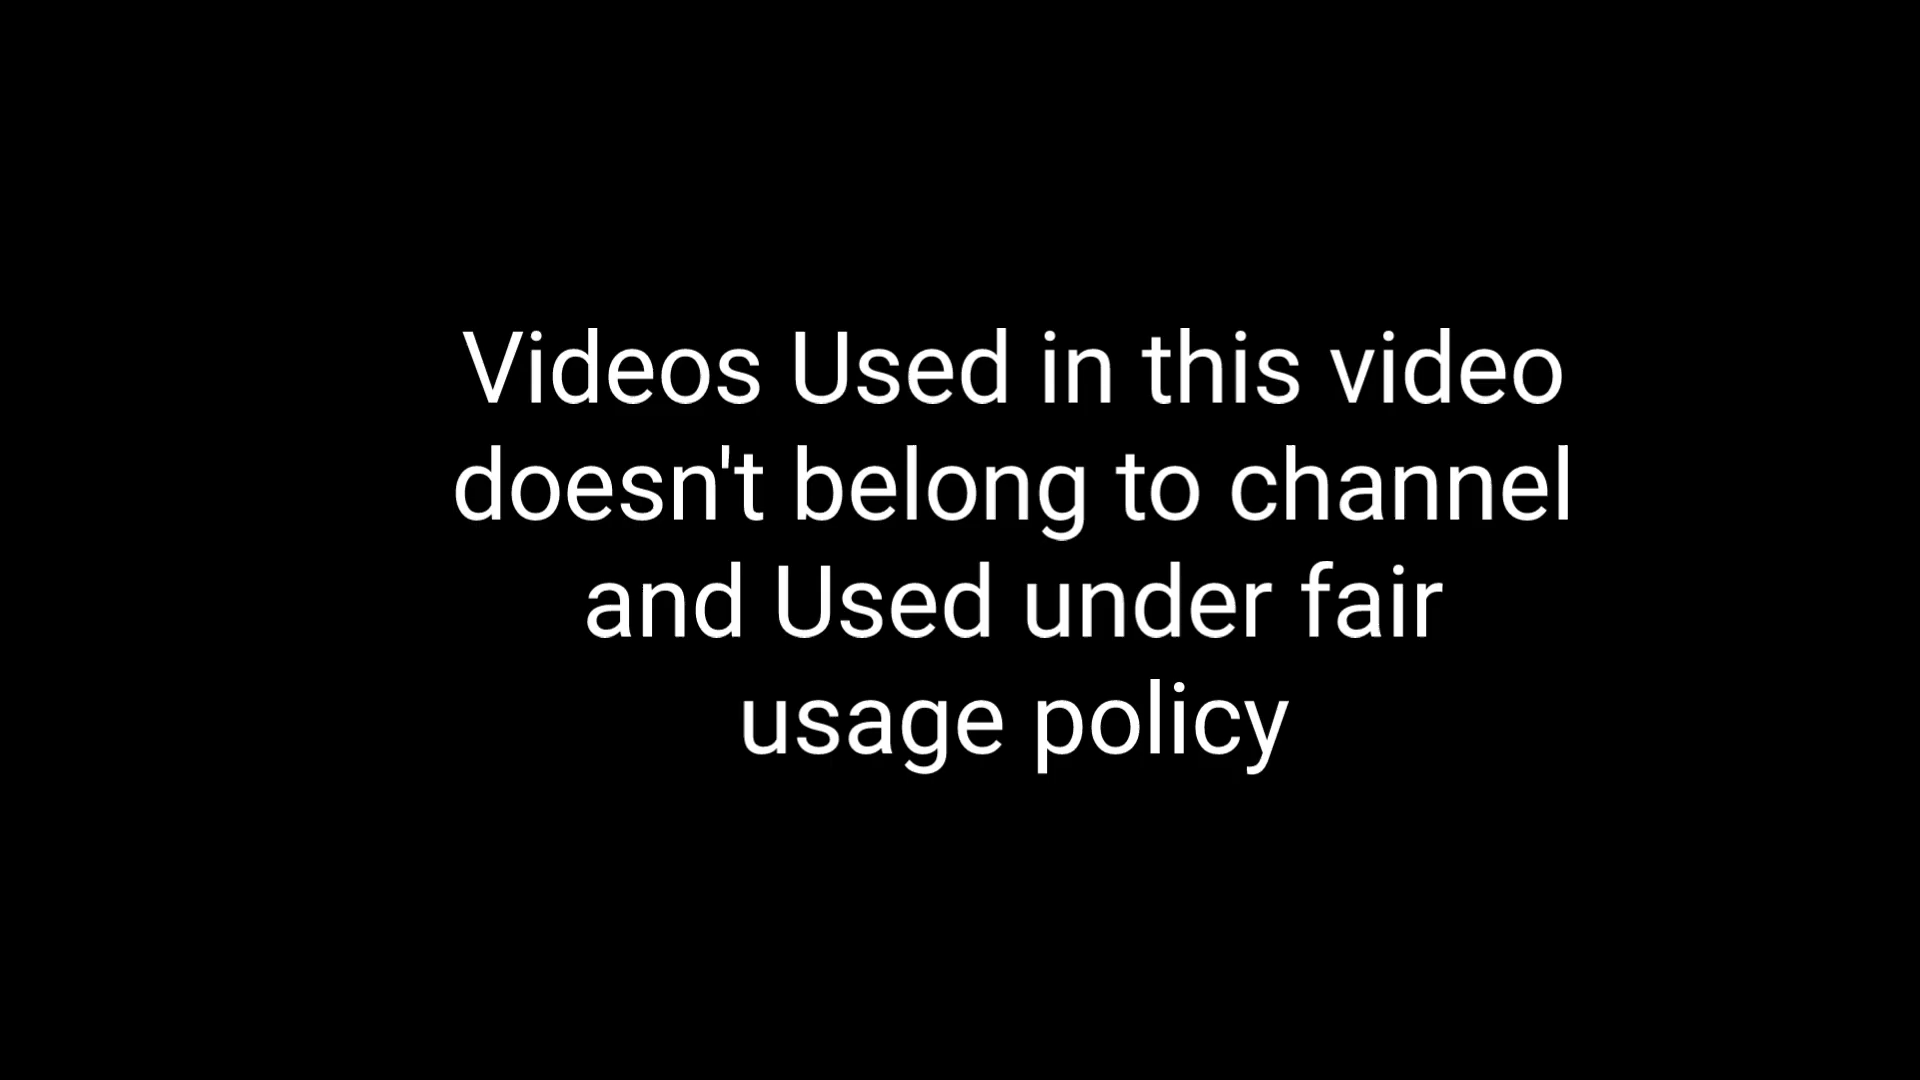 Videos Used in this video
doesn't belong to channel
and Used under fair
usage policy